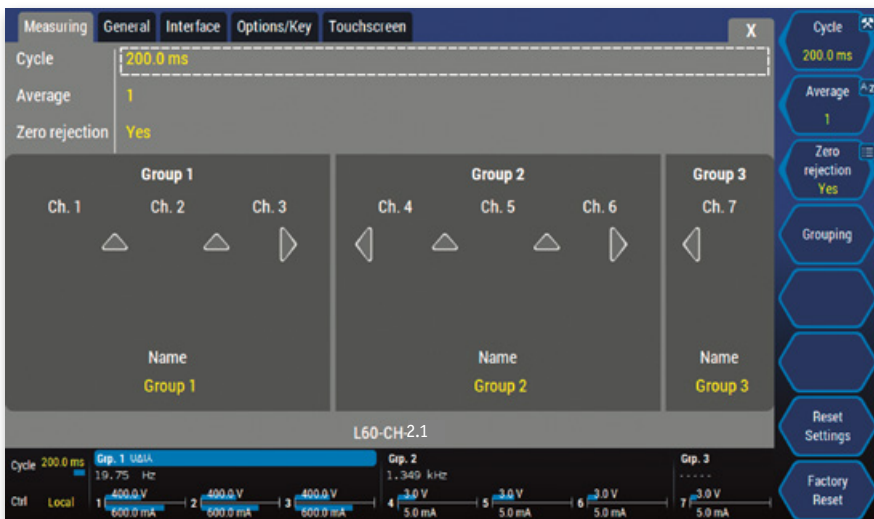 Measuring General Interface Options/Key Touchscreen X
Cycle 200.0 ms
Average 1
Zero rejection Yes
Group 1 Group 2 Group 3
Ch. 1 Ch. 2 Ch. 3 Ch. 4 Ch. 5 Ch. 6 Ch. 7
Name Name Name
Group 1 Group 2 Group 3
L60-CH-2.1
Cycle 200.0 ms Grp. 1 UΔIA Grp. 2 Grp. 3
19.75 Hz 1.349 kHz -----
Ctrl Local 1 400.0 V 2 400.0 V 3 400.0 V 4 3.0 V 5 3.0 V 6 3.0 V 7 3.0 V
600.0 mA 600.0 mA 600.0 mA 5.0 mA 5.0 mA 5.0 mA 5.0 mA
Cycle
200.0 ms
Average
A-z
1
Zero
rejection
Yes
Grouping
Reset
Settings
Factory
Reset